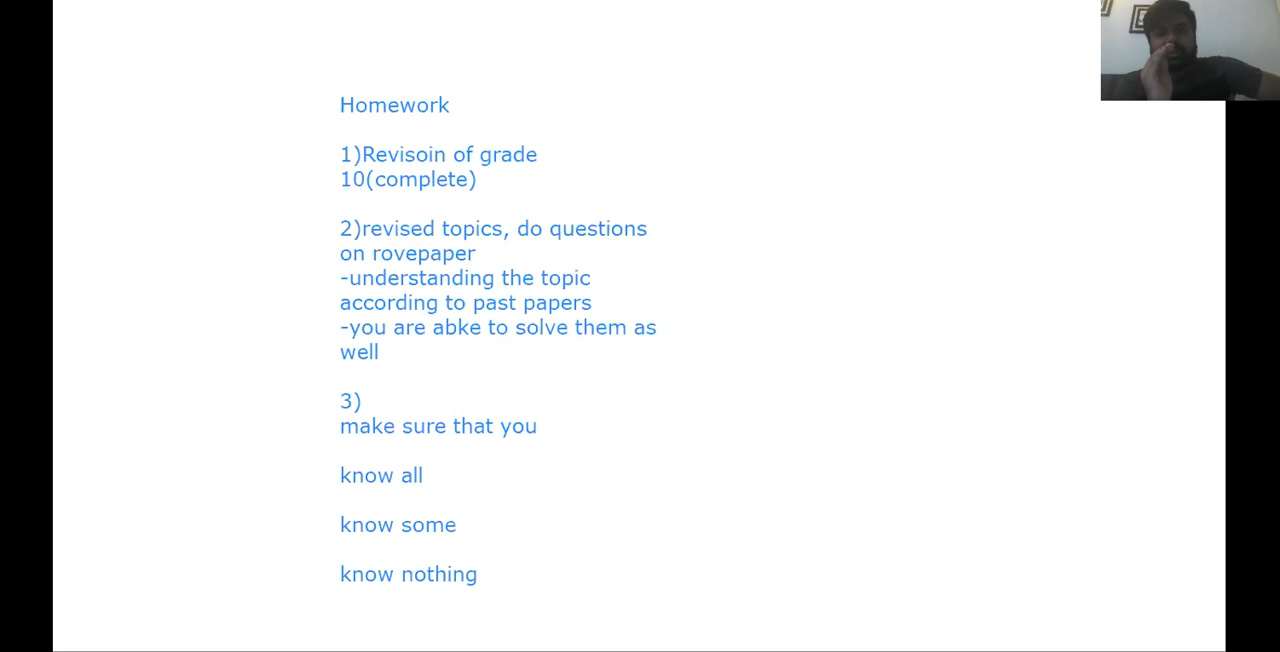 Homework
1)Revisoin of grade
10(complete)
2)revised topics, do questions
on rovepaper
-understanding the topic
according to past papers
-you are abke to solve them as
well
3)
make sure that you
know all
know some
know nothing